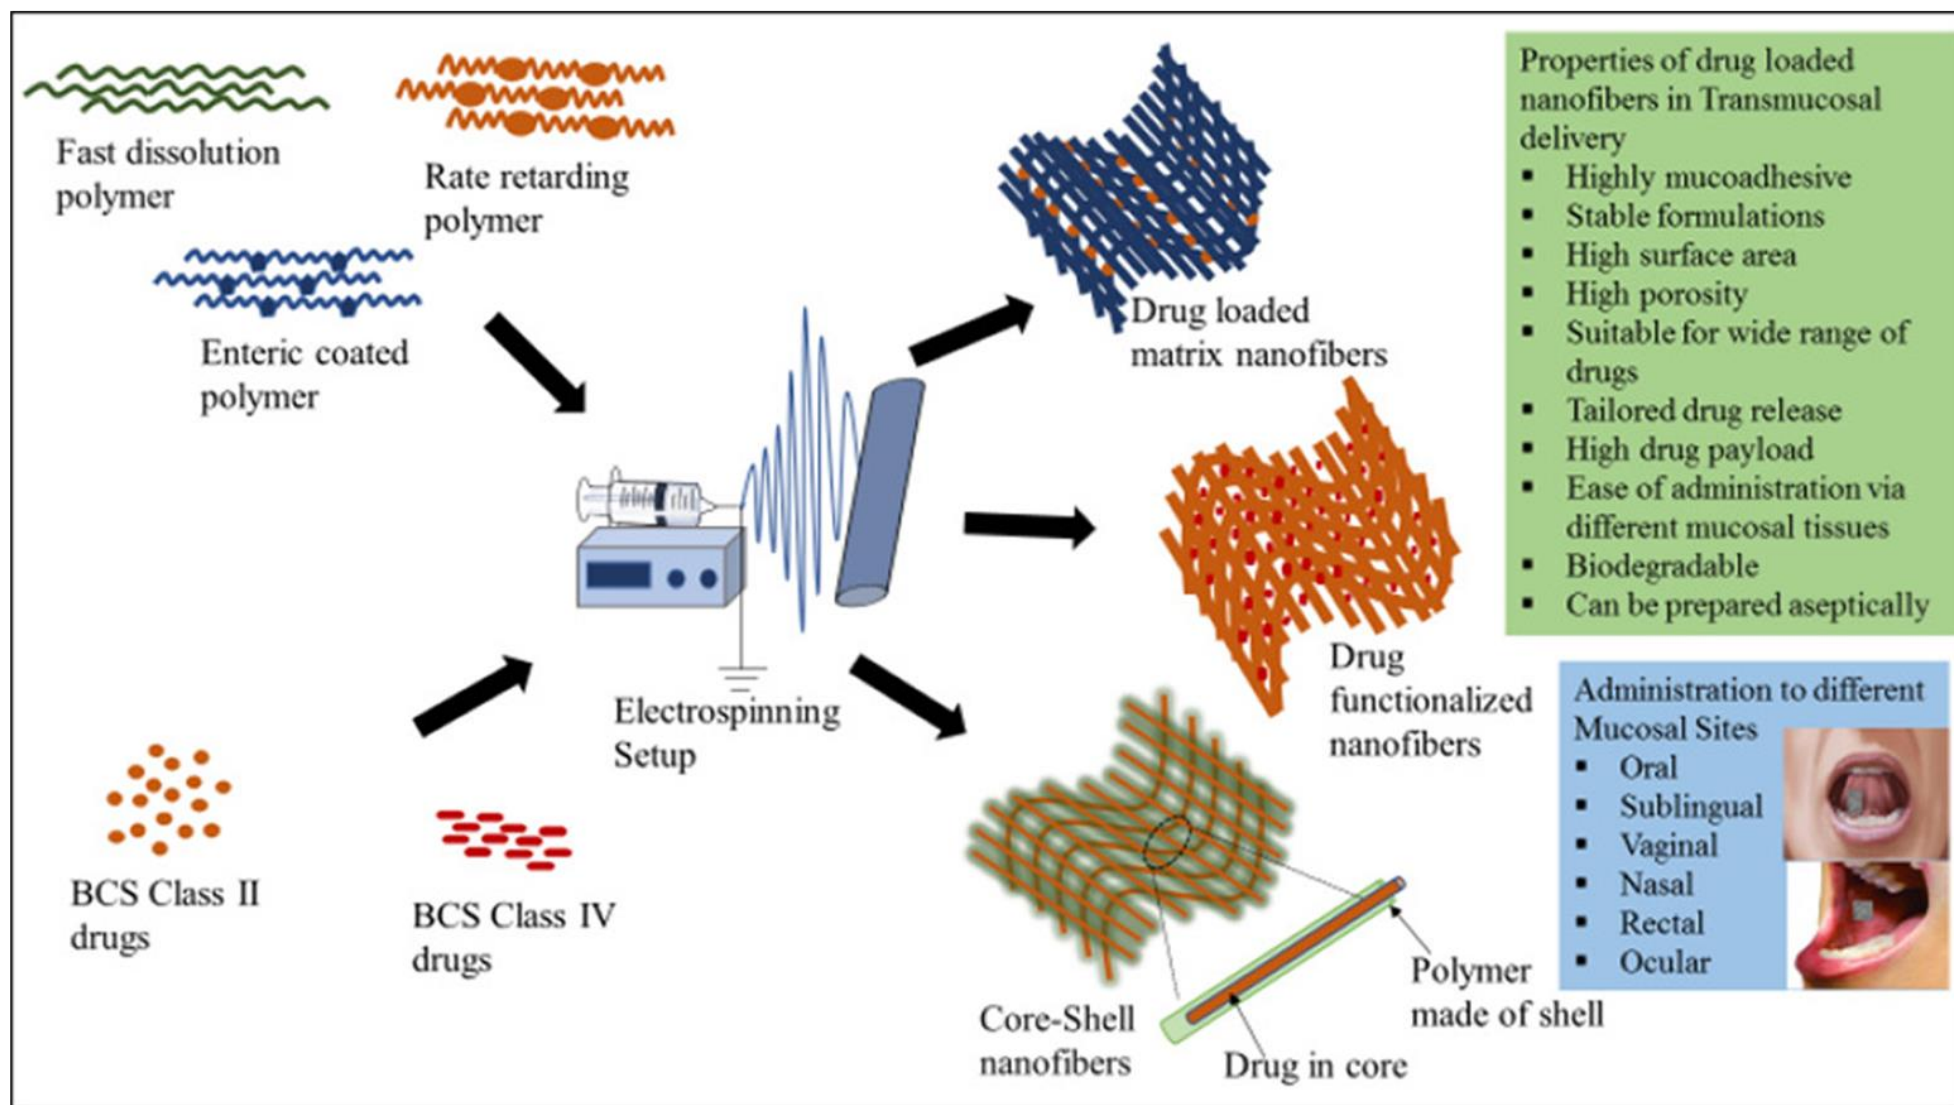 Fast dissolution
polymer
Rate retarding
polymer
Enteric coated
polymer
BCS Class II
drugs
BCS Class IV
drugs
Electrospinning
Setup
Drug loaded
matrix nanofibers
Drug
functionalized
nanofibers
Core-Shell
nanofibers
Polymer
made of shell
Drug in core
Properties of drug loaded
nanofibers in Transmucosal
delivery
▪ Highly mucoadhesive
▪ Stable formulations
▪ High surface area
▪ High porosity
▪ Suitable for wide range of
drugs
▪ Tailored drug release
▪ High drug payload
▪ Ease of administration via
different mucosal tissues
▪ Biodegradable
▪ Can be prepared aseptically
Administration to different
Mucosal Sites
▪ Oral
▪ Sublingual
▪ Vaginal
▪ Nasal
▪ Rectal
▪ Ocular